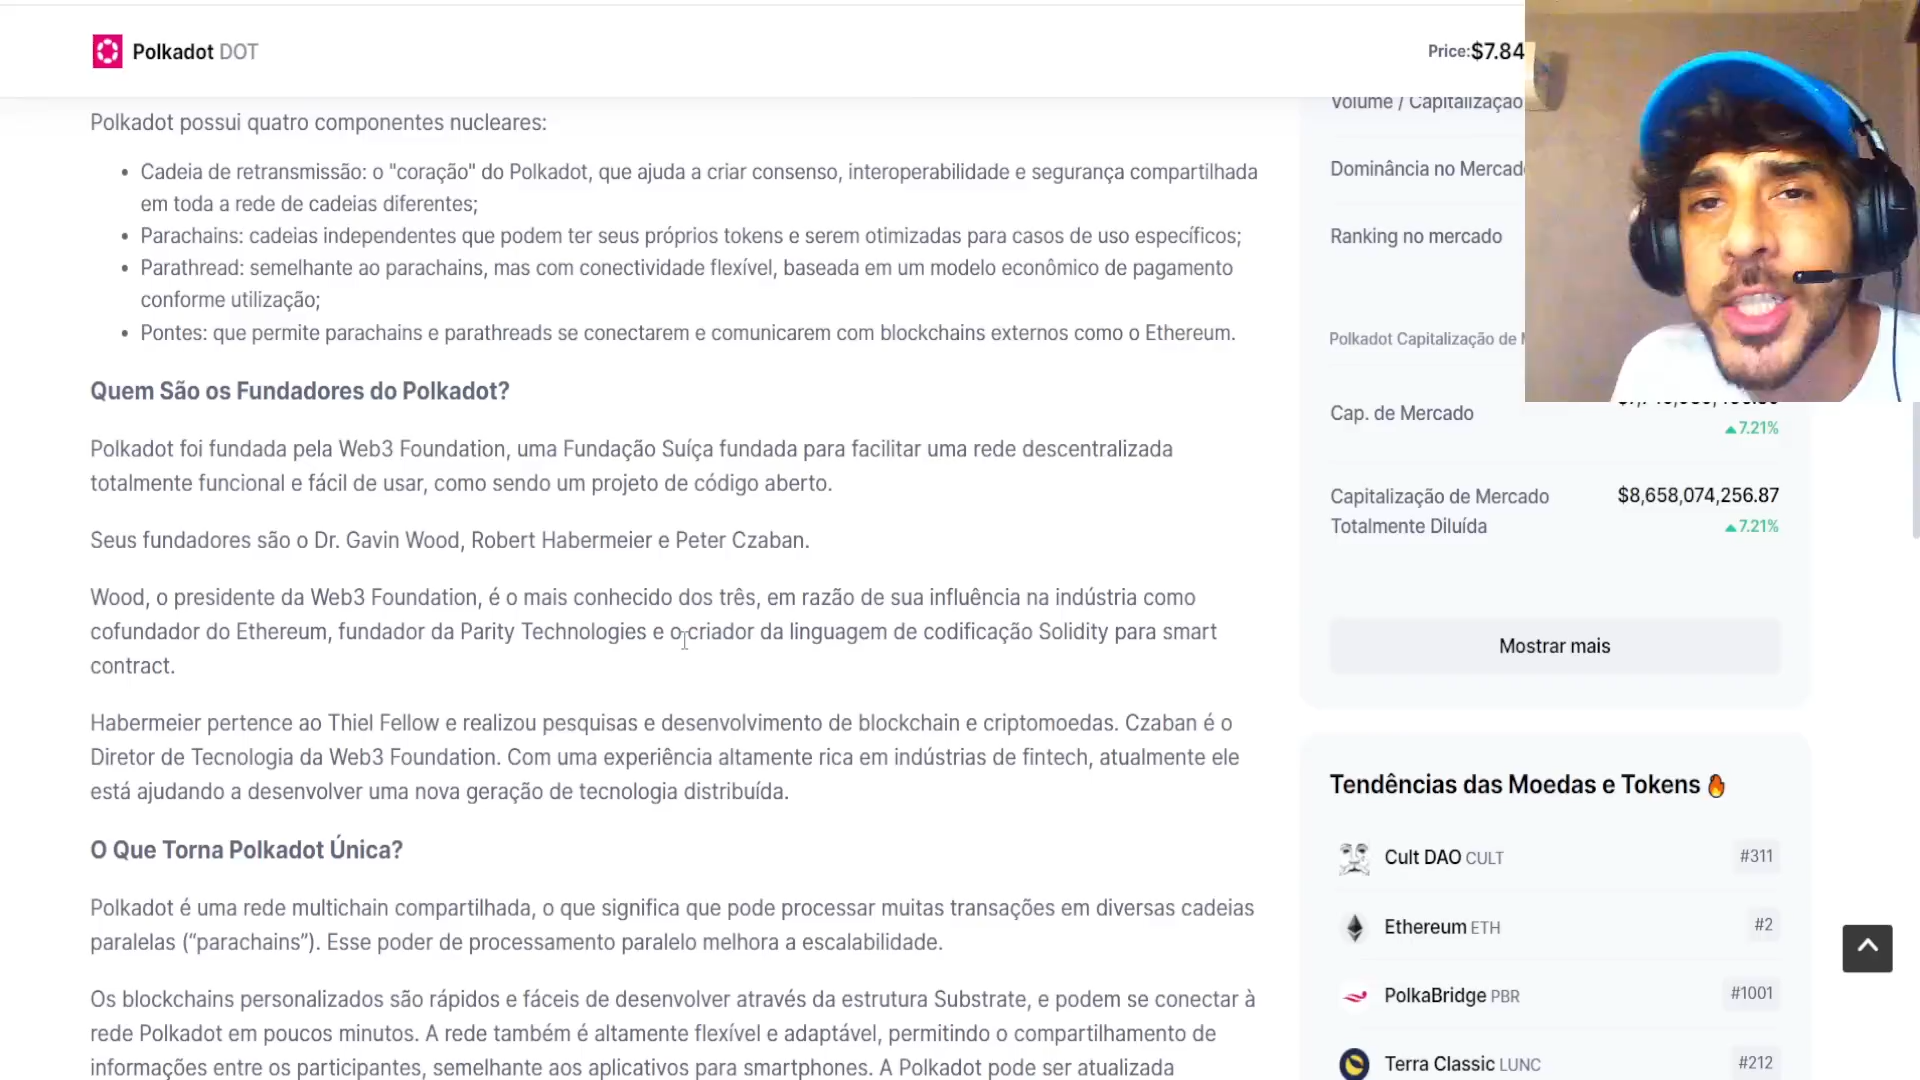 Polkadot DOT
Price:$7.84
Polkadot possui quatro componentes nucleares:
• Cadeia de retransmissão: o "coração" do Polkadot, que ajuda a criar consenso, interoperabilidade e segurança compartilhada
em toda a rede de cadeias diferentes;
• Parachains: cadeias independentes que podem ter seus próprios tokens e serem otimizadas para casos de uso específicos;
• Parathread: semelhante ao parachains, mas com conectividade flexível, baseada em um modelo econômico de pagamento
conforme utilização;
• Pontes: que permite parachains e parathreads se conectarem e comunicarem com blockchains externos como o Ethereum.
Quem São os Fundadores do Polkadot?
Polkadot foi fundada pela Web3 Foundation, uma Fundação Suíça fundada para facilitar uma rede descentralizada
totalmente funcional e fácil de usar, como sendo um projeto de código aberto.
Seus fundadores são o Dr. Gavin Wood, Robert Habermeier e Peter Czaban.
Wood, o presidente da Web3 Foundation, é o mais conhecido dos três, em razão de sua influência na indústria como
cofundador do Ethereum, fundador da Parity Technologies e o criador da linguagem de codificação Solidity para smart
contract.
Habermeier pertence ao Thiel Fellow e realizou pesquisas e desenvolvimento de blockchain e criptomoedas. Czaban é o
Diretor de Tecnologia da Web3 Foundation. Com uma experiência altamente rica em indústrias de fintech, atualmente ele
está ajudando a desenvolver uma nova geração de tecnologia distribuída.
O Que Torna Polkadot Única?
Polkadot é uma rede multichain compartilhada, o que significa que pode processar muitas transações em diversas cadeias
paralelas (“parachains”). Esse poder de processamento paralelo melhora a escalabilidade.
Os blockchains personalizados são rápidos e fáceis de desenvolver através da estrutura Substrate, e podem se conectar à
rede Polkadot em poucos minutos. A rede também é altamente flexível e adaptável, permitindo o compartilhamento de
informações entre os participantes, semelhante aos aplicativos para smartphones. A Polkadot pode ser atualizada
Volume / Capitalização
Dominância no Mercado
Ranking no mercado
Polkadot Capitalização de
Cap. de Mercado
7.21%
Capitalização de Mercado $8,658,074,256.87
Totalmente Diluída 7.21%
Mostrar mais
Tendências das Moedas e Tokens 🔥
Cult DAO CULT #311
Ethereum ETH #2
PolkaBridge PBR #1001
Terra Classic LUNC #212